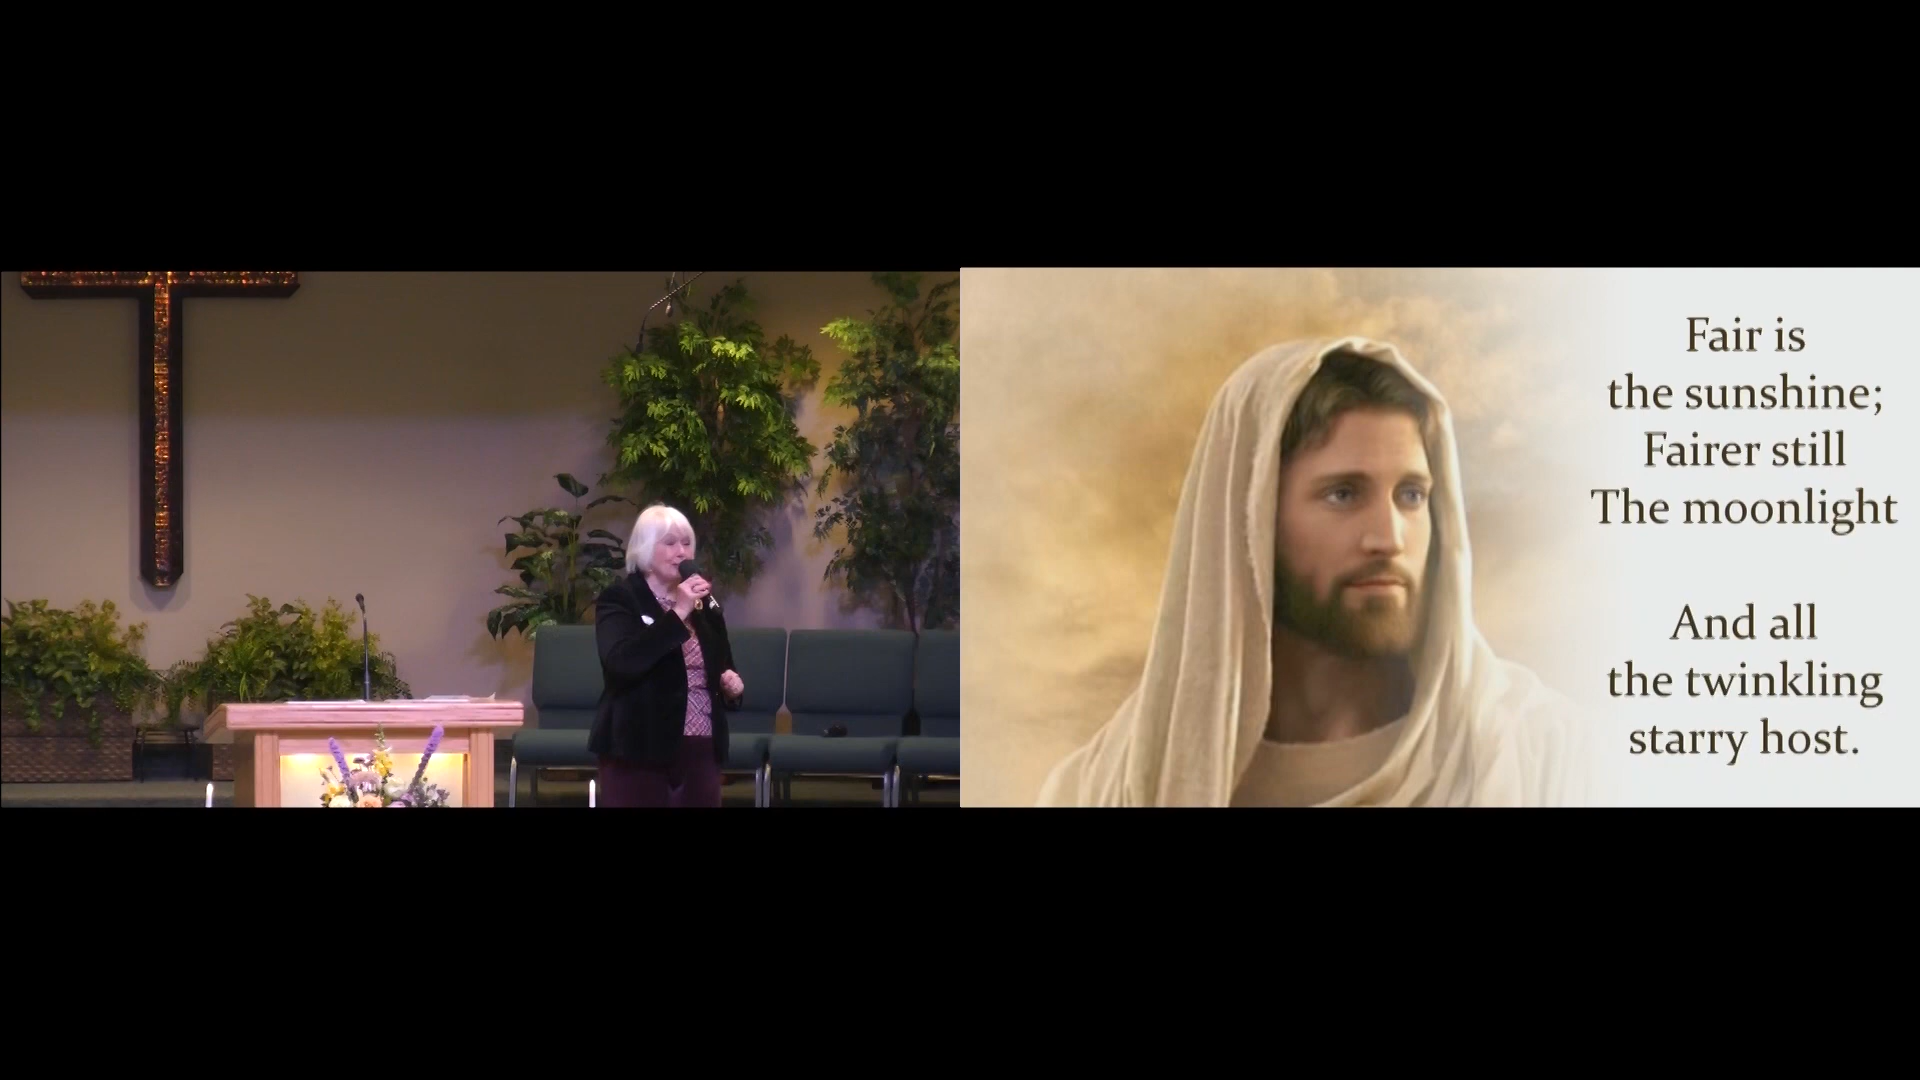 Fair is
the sunshine;
Fairer still
The moonlight
And all
the twinkling
starry host.